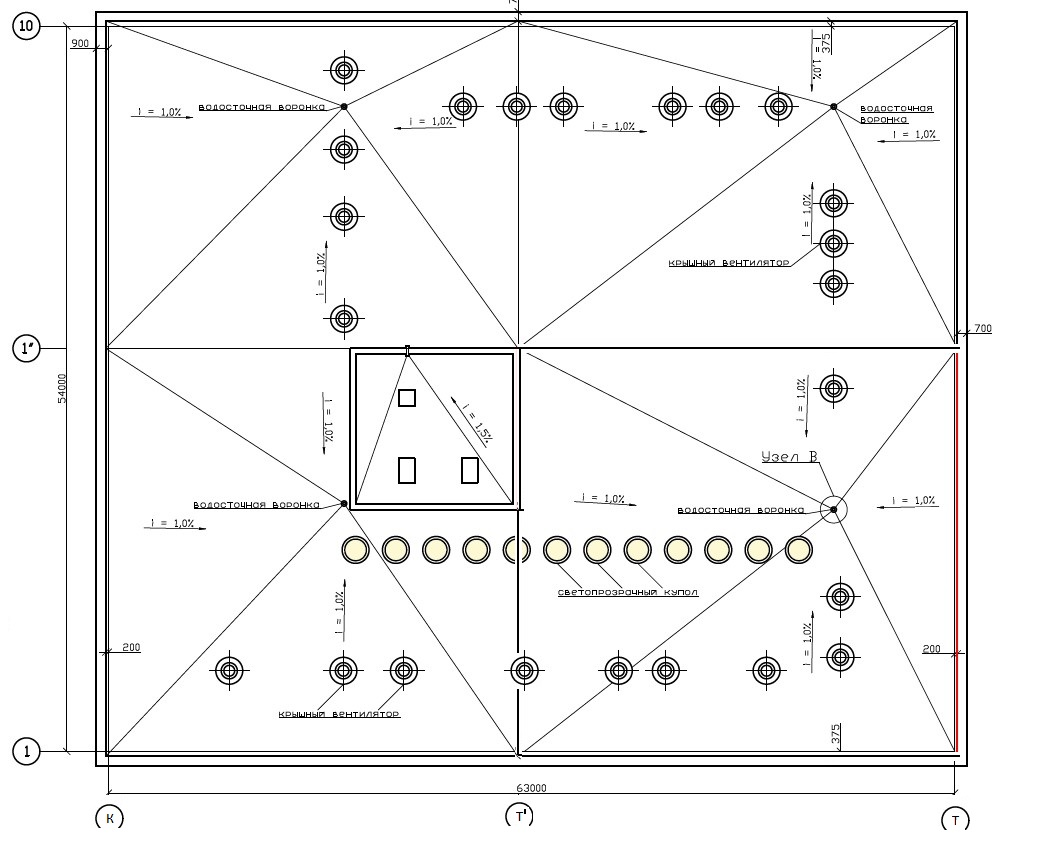 10
900
375
i = 1,0%
i = 1,0%
водосточная воронка
i = 1,0%
i = 1,0%
водосточная
воронка
i = 1,0%
i = 1,0%
крышный вентилятор
i = 1,0%
1"
700
54000
i = 1,0%
i = 1,5%
i = 1,0%
Узел В
водосточная воронка
i = 1,0%
i = 1,0%
водосточная воронка
i = 1,0%
светопрозрачный купол
i = 1,0%
i = 1,0%
200
200
крышный вентилятор
375
1
63000
К
Т'
Т